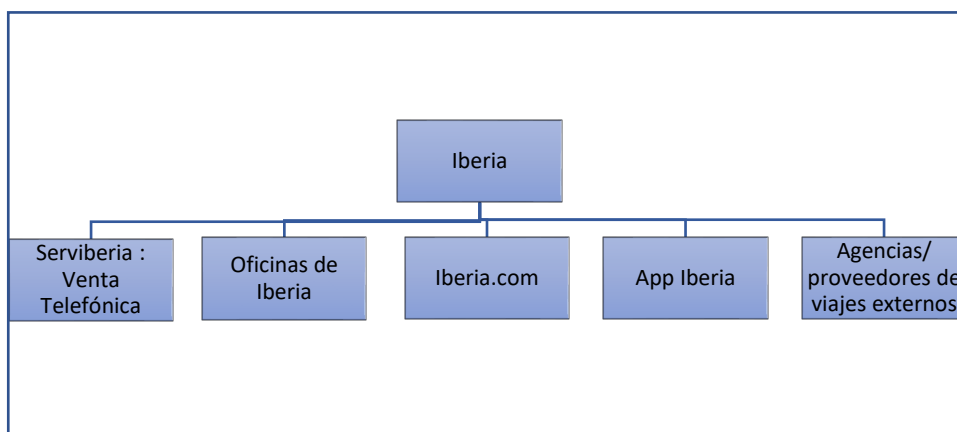 Iberia
Serviberia :
Venta
Telefónica
Oficinas de
Iberia
Iberia.com
App Iberia
Agencias/
proveedores de
viajes externos